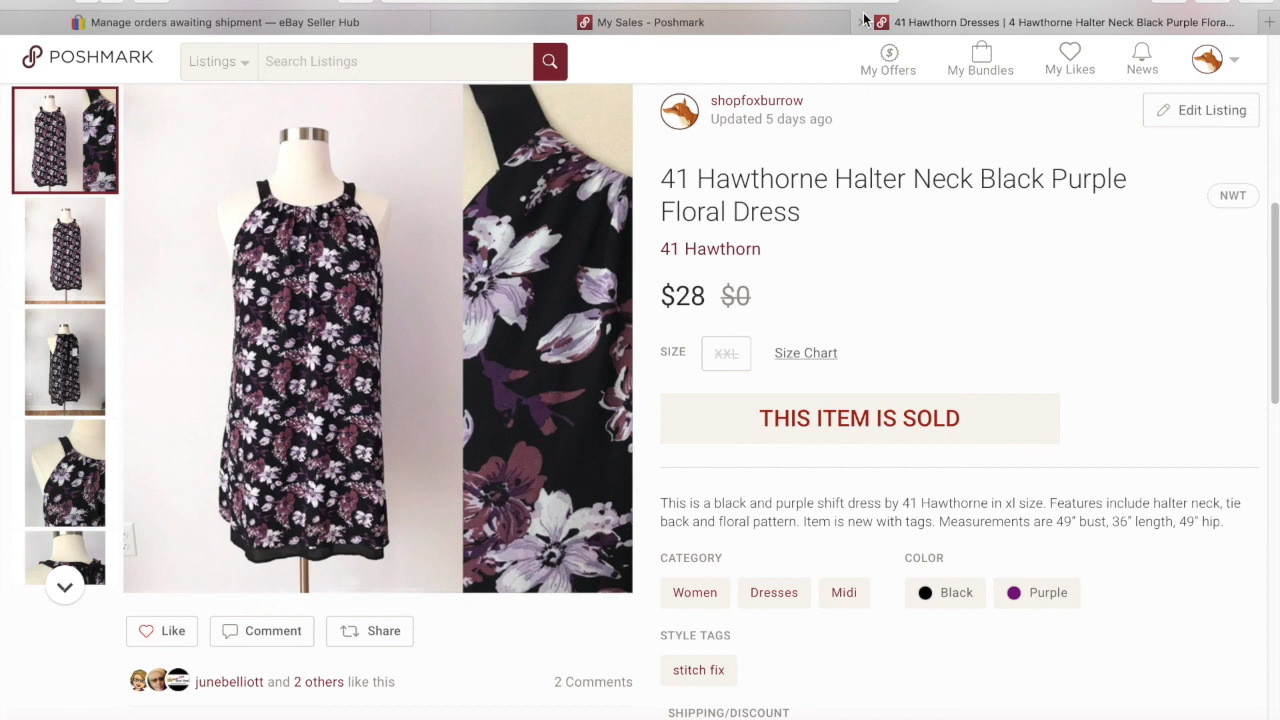 Manage orders awaiting shipment — eBay Seller Hub
My Sales - Poshmark
41 Hawthorn Dresses | 4 Hawthorne Halter Neck Black Purple Flora...
POSHMARK
Listings
Search Listings
My Offers
My Bundles
My Likes
News
shopfoxburrow
Updated 5 days ago
Edit Listing
41 Hawthorne Halter Neck Black Purple
Floral Dress
NWT
41 Hawthorn
$28 $0
SIZE
XXL
Size Chart
THIS ITEM IS SOLD
This is a black and purple shift dress by 41 Hawthorne in xl size. Features include halter neck, tie
back and floral pattern. Item is new with tags. Measurements are 49" bust, 36" length, 49" hip.
CATEGORY
COLOR
Women
Dresses
Midi
Black
Purple
STYLE TAGS
stitch fix
SHIPPING/DISCOUNT
Like
Comment
Share
junebelliott and 2 others like this
2 Comments